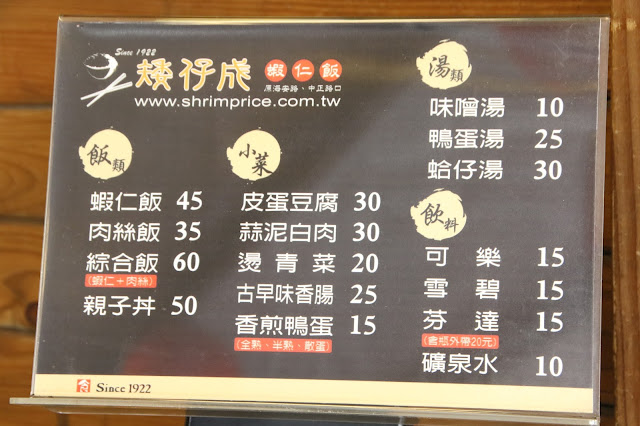 Since 1922
矮仔成 蝦仁飯
原海安路、中正路口
www.shrimprice.com.tw
飯類
蝦仁飯 45
肉絲飯 35
綜合飯 60
(蝦仁+肉絲)
親子丼 50
小菜
皮蛋豆腐 30
蒜泥白肉 30
燙青菜 20
古早味香腸 25
香煎鴨蛋 15
(全熟、半熟、散蛋)
湯類
味噌湯 10
鴨蛋湯 25
蛤仔湯 30
飲料
可樂 15
雪碧 15
芬達 15
(含瓶外帶20元)
礦泉水 10
Since 1922